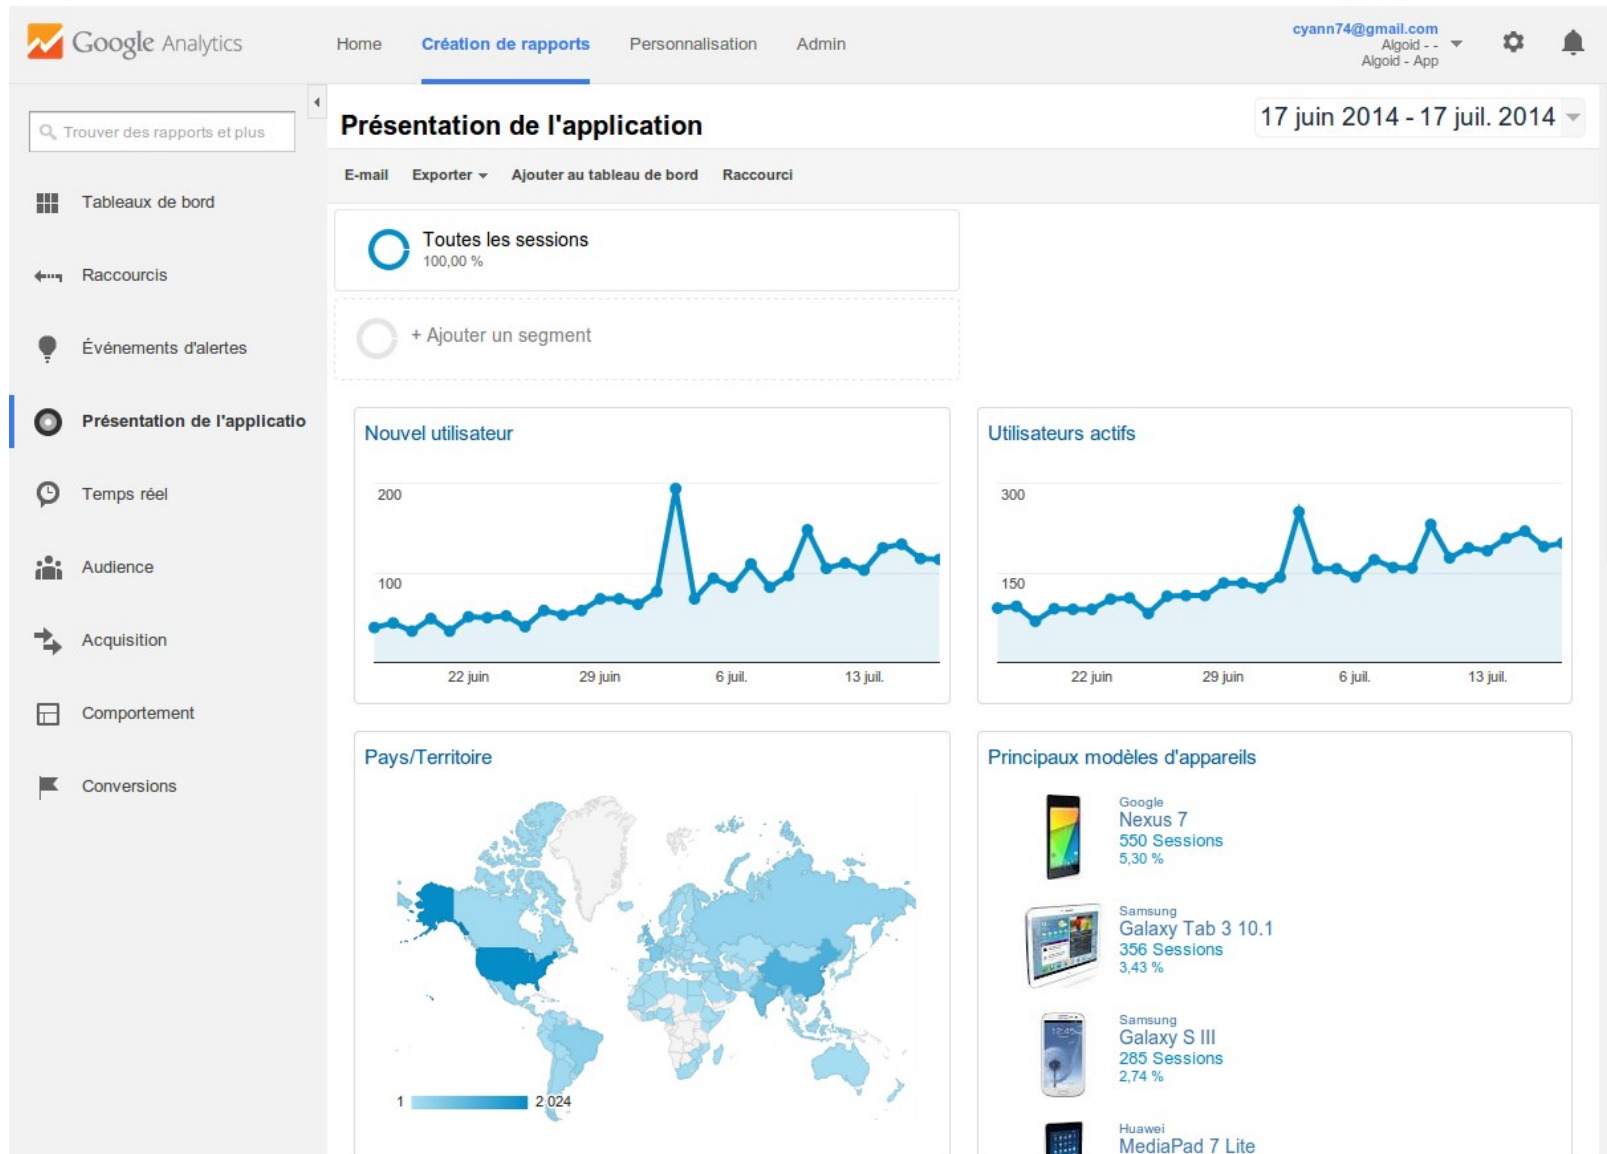 Google Analytics
Home Création de rapports Personnalisation Admin
cyann74@gmail.com
Algoid - -
Algoid - App
Trouver des rapports et plus
Tableaux de bord
Raccourcis
Événements d'alertes
Présentation de l'applicatio
Temps réel
Audience
Acquisition
Comportement
Conversions
Présentation de l'application
17 juin 2014 - 17 juil. 2014
E-mail Exporter Ajouter au tableau de bord Raccourci
Toutes les sessions
100,00 %
+ Ajouter un segment
Nouvel utilisateur
200
100
22 juin 29 juin 6 juil. 13 juil.
Utilisateurs actifs
300
150
22 juin 29 juin 6 juil. 13 juil.
Pays/Territoire
1 2 024
Principaux modèles d'appareils
Google
Nexus 7
550 Sessions
5,30 %
Samsung
Galaxy Tab 3 10.1
356 Sessions
3,43 %
Samsung
Galaxy S III
285 Sessions
2,74 %
Huawei
MediaPad 7 Lite